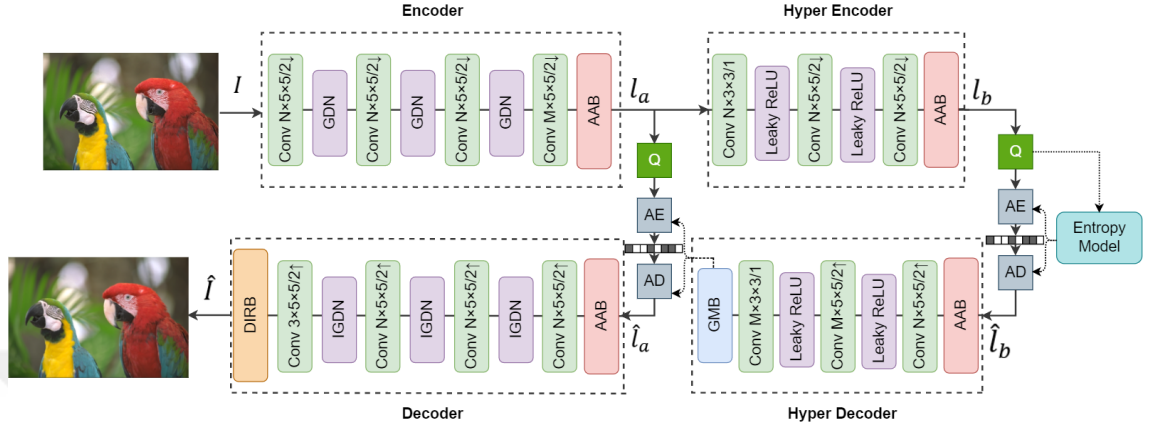 Encoder
Hyper Encoder
I
Conv N×5×5/2↓
GDN
Conv N×5×5/2↓
GDN
Conv N×5×5/2↓
GDN
Conv M×5×5/2↓
AAB
l_a
Conv N×3×3/1
Leaky ReLU
Conv N×5×5/2↓
Leaky ReLU
Conv N×5×5/2↓
AAB
l_b
Q
AE
AD
Q
AE
AD
Entropy
Model
Î
DIRB
Conv 3×5×5/2↑
IGDN
Conv N×5×5/2↑
IGDN
Conv N×5×5/2↑
IGDN
Conv N×5×5/2↑
AAB
l̂_a
GMB
Conv M×3×3/1
Leaky ReLU
Conv M×5×5/2↑
Leaky ReLU
Conv N×5×5/2↑
AAB
l̂_b
Decoder
Hyper Decoder